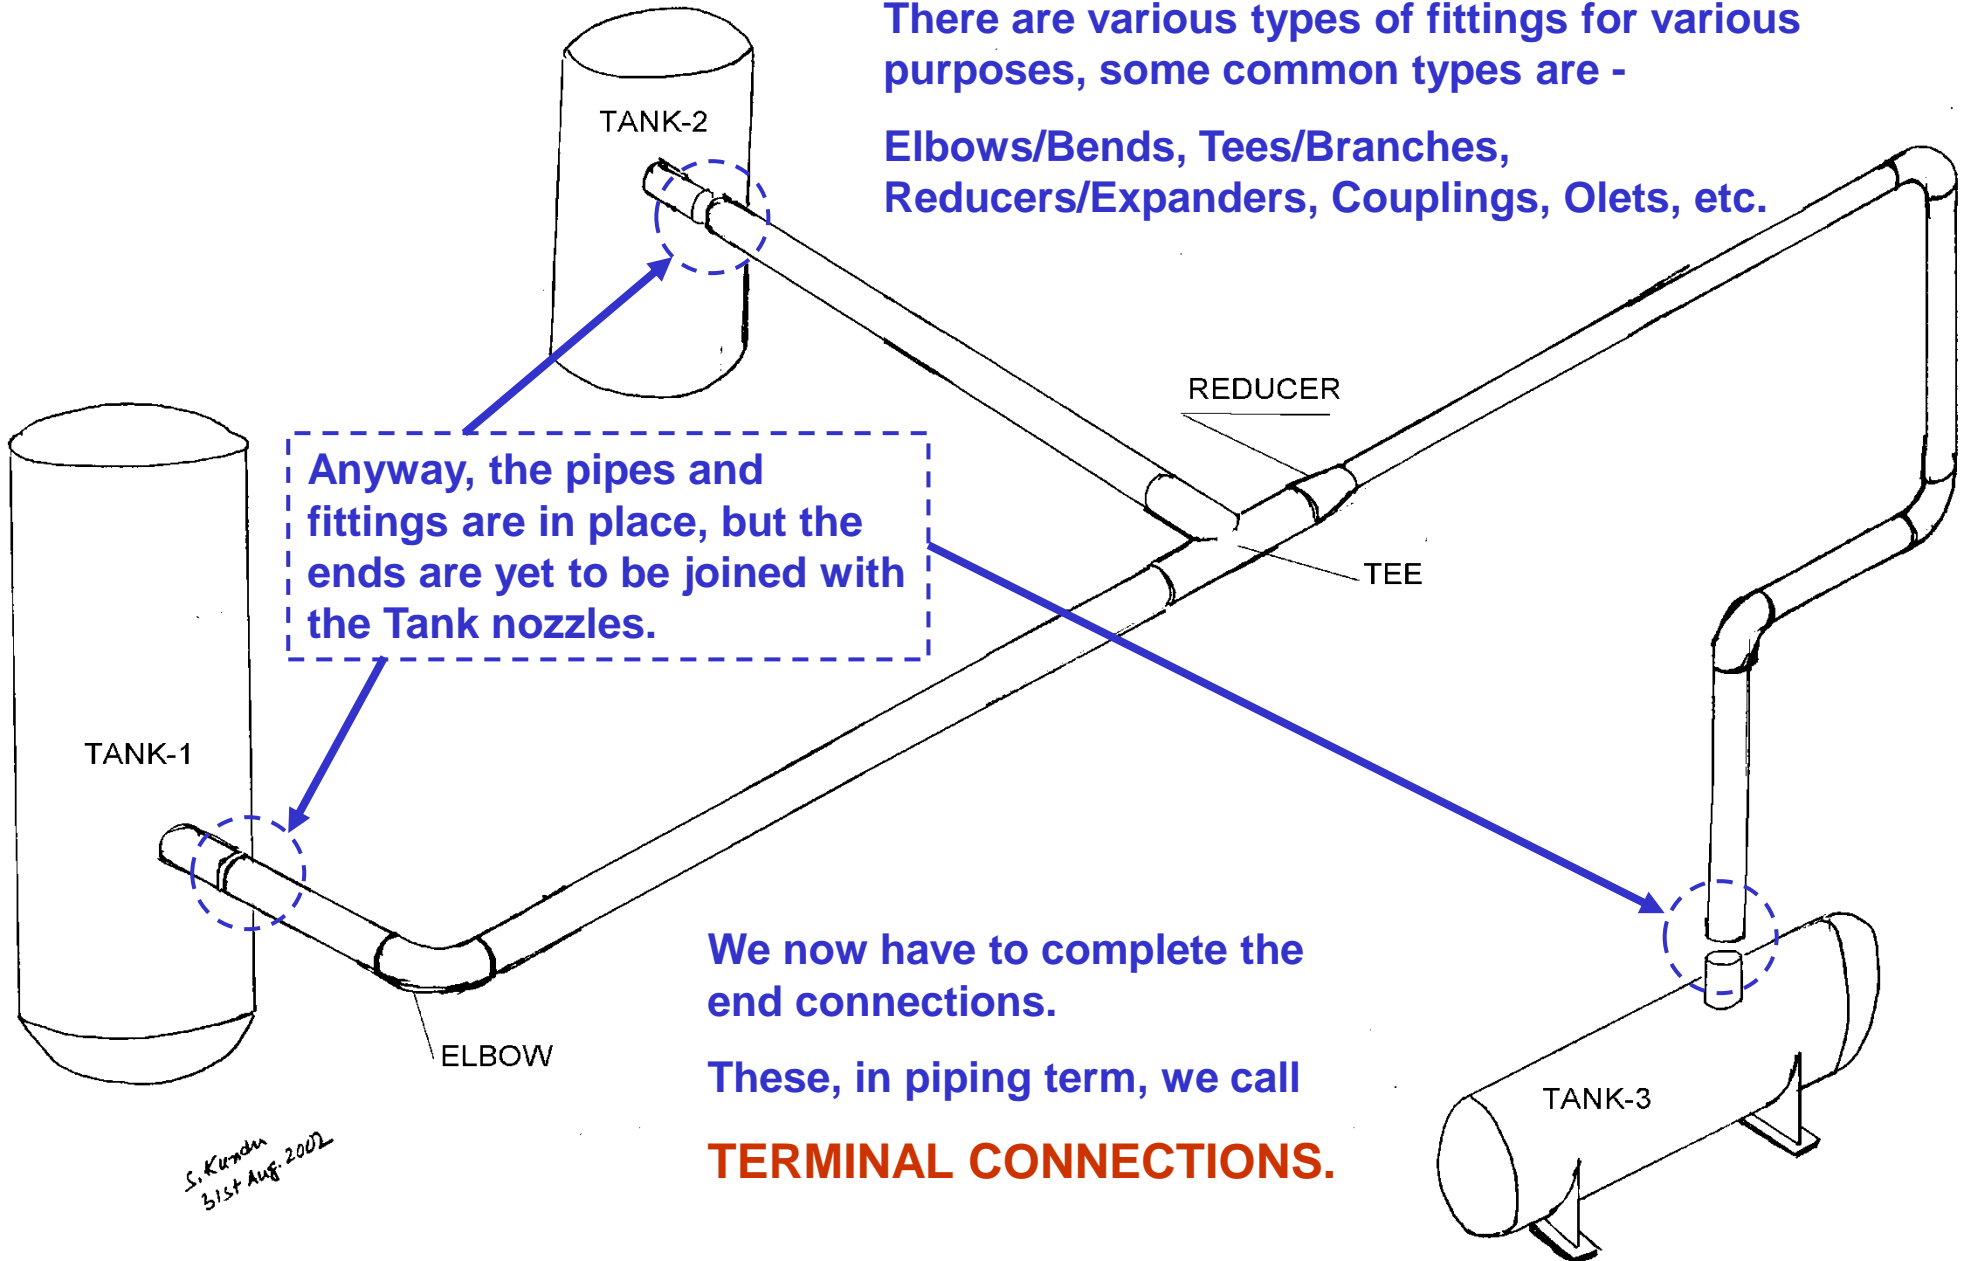 There are various types of fittings for various
purposes, some common types are -
Elbows/Bends, Tees/Branches,
Reducers/Expanders, Couplings, Olets, etc.
TANK-2
REDUCER
Anyway, the pipes and
fittings are in place, but the
ends are yet to be joined with
the Tank nozzles.
TEE
TANK-1
We now have to complete the
end connections.
ELBOW
These, in piping term, we call
TANK-3
TERMINAL CONNECTIONS.
S. Kundu
31st Aug. 2002